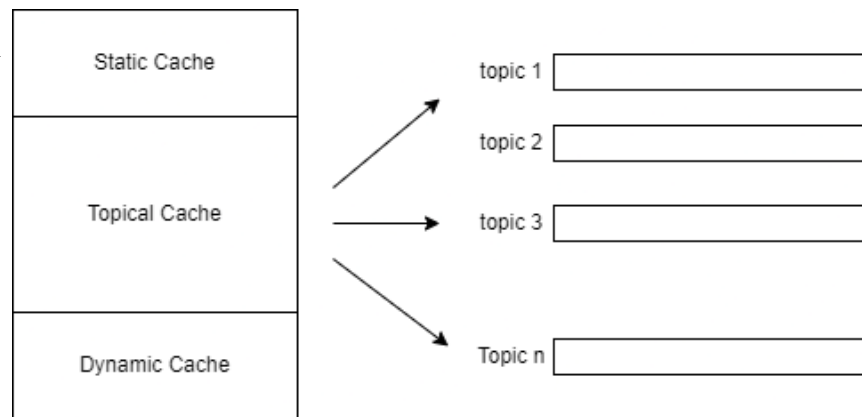 Static Cache
Topical Cache
Dynamic Cache
topic 1
topic 2
topic 3
Topic n